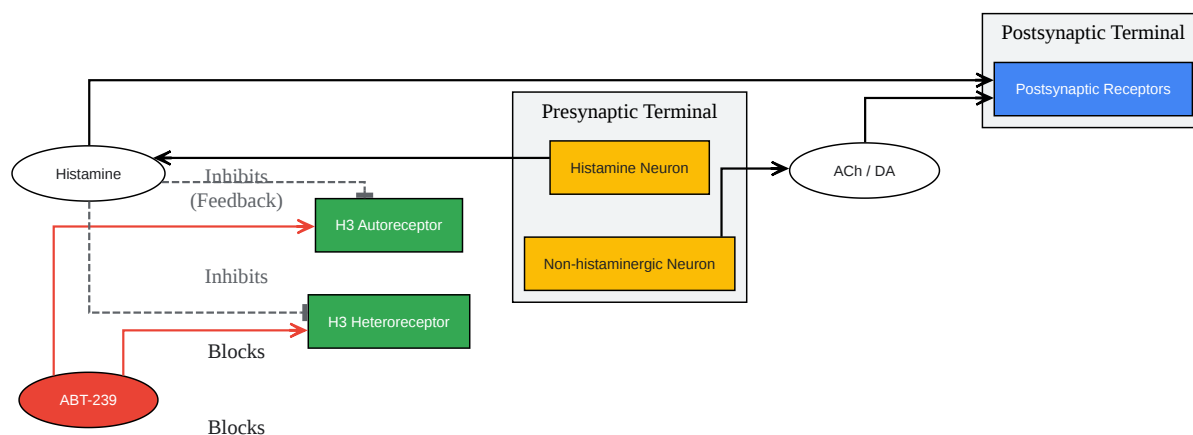 Postsynaptic Terminal
Postsynaptic Receptors
Presynaptic Terminal
Histamine Neuron
Histamine
ACh / DA
Inhibits
(Feedback)
H3 Autoreceptor
Non-histaminergic Neuron
Inhibits
H3 Heteroreceptor
Blocks
ABT-239
Blocks